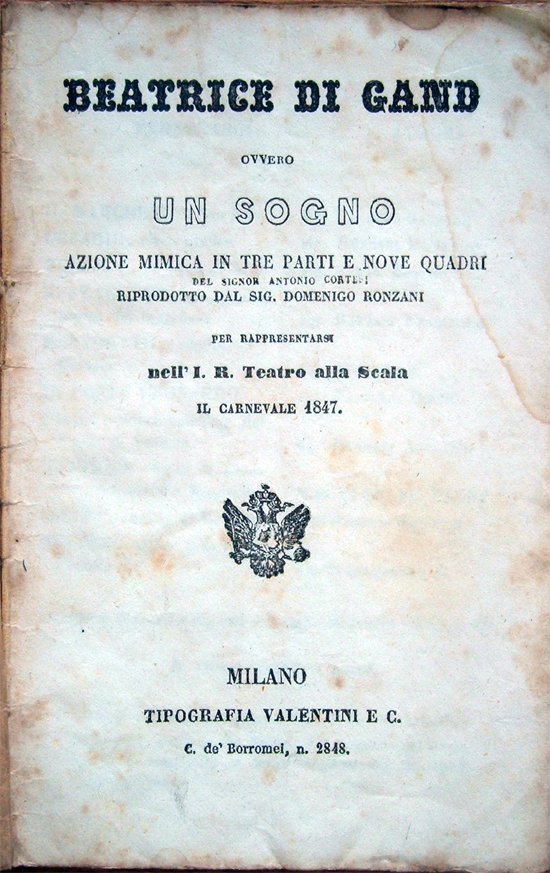 BEATRICE DI GAND
OVVERO
UN SOGNO
AZIONE MIMICA IN TRE PARTI E NOVE QUADRI
DEL SIGNOR ANTONIO CORTESI
RIPRODOTTO DAL SIG. DOMENIGO RONZANI
PER RAPPRESENTARSI
nell' I. R. Teatro alla Scala
IL CARNEVALE 1847.
MILANO
TIPOGRAFIA VALENTINI E C.
C. de' Borromei, n. 2848.